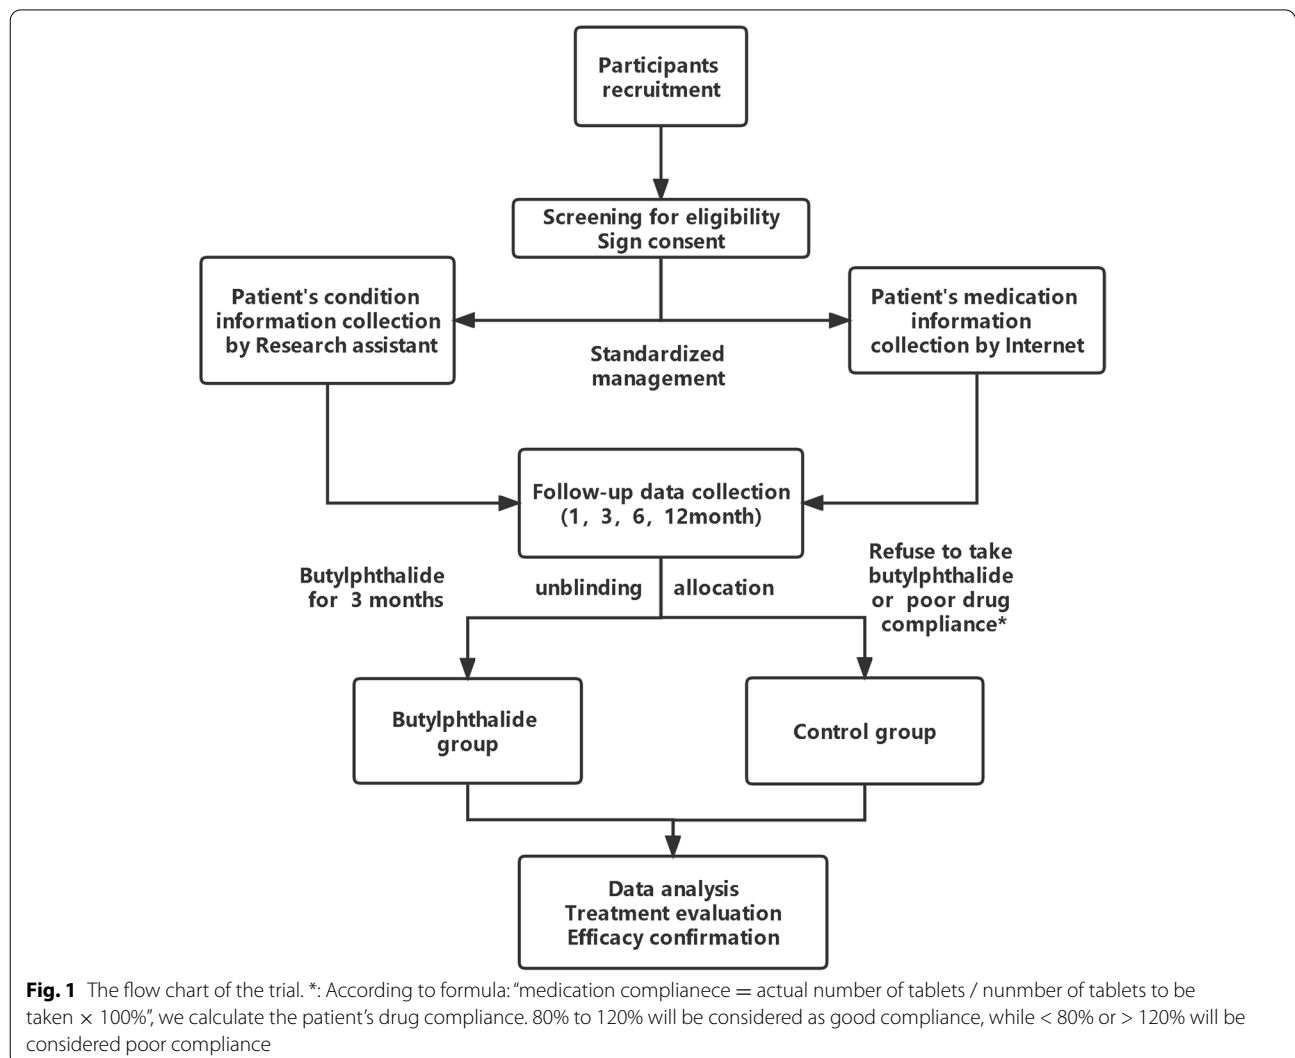 Participants
recruitment
Screening for eligibility
Sign consent
Patient's condition
information collection
by Research assistant
Patient's medication
information
collection by Internet
Standardized
management
Follow-up data collection
(1, 3, 6, 12month)
Butylphthalide
for 3 months
unblinding
allocation
Refuse to take
butylphthalide
or poor drug
compliance*
Butylphthalide
group
Control group
Data analysis
Treatment evaluation
Efficacy confirmation
Fig. 1 The flow chart of the trial. *: According to formula: “medication complianece = actual number of tablets / nunmber of tablets to be
taken × 100%”, we calculate the patient’s drug compliance. 80% to 120% will be considered as good compliance, while < 80% or > 120% will be
considered poor compliance